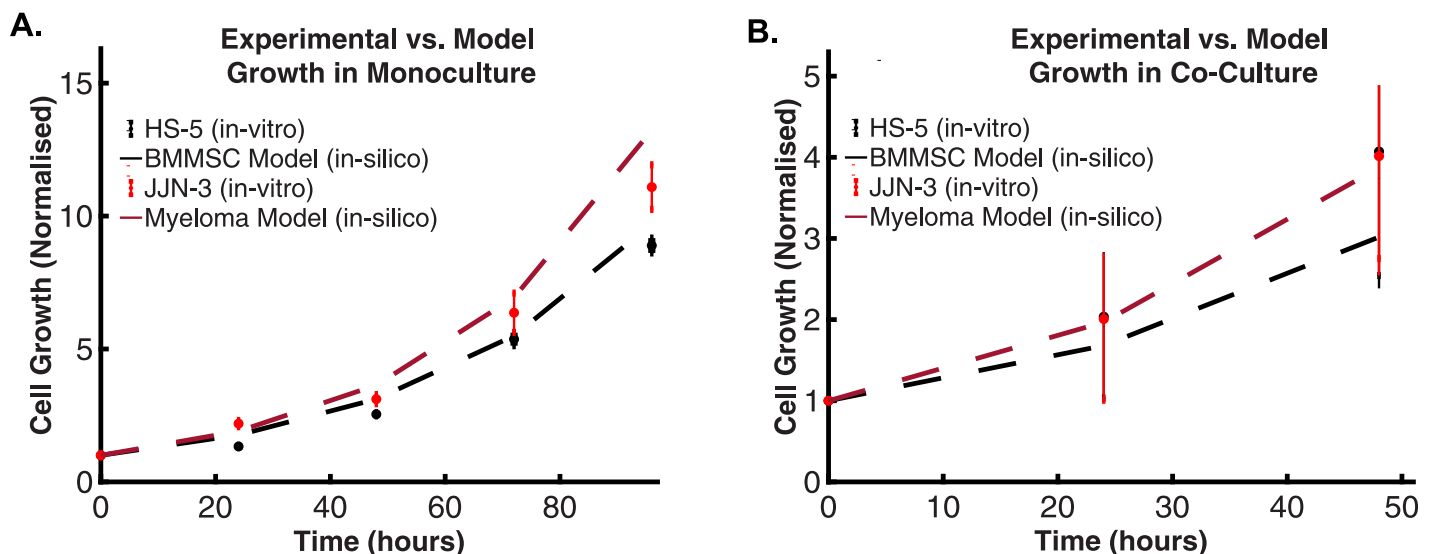 A.
Experimental vs. Model
Growth in Monoculture
15
10
5
0
HS-5 (in-vitro)
BMMSC Model (in-silico)
JJN-3 (in-vitro)
Myeloma Model (in-silico)
Cell Growth (Normalised)
0 20 40 60 80
Time (hours)
B.
Experimental vs. Model
Growth in Co-Culture
5
4
3
2
1
0
HS-5 (in-vitro)
BMMSC Model (in-silico)
JJN-3 (in-vitro)
Myeloma Model (in-silico)
Cell Growth (Normalised)
0 10 20 30 40 50
Time (hours)